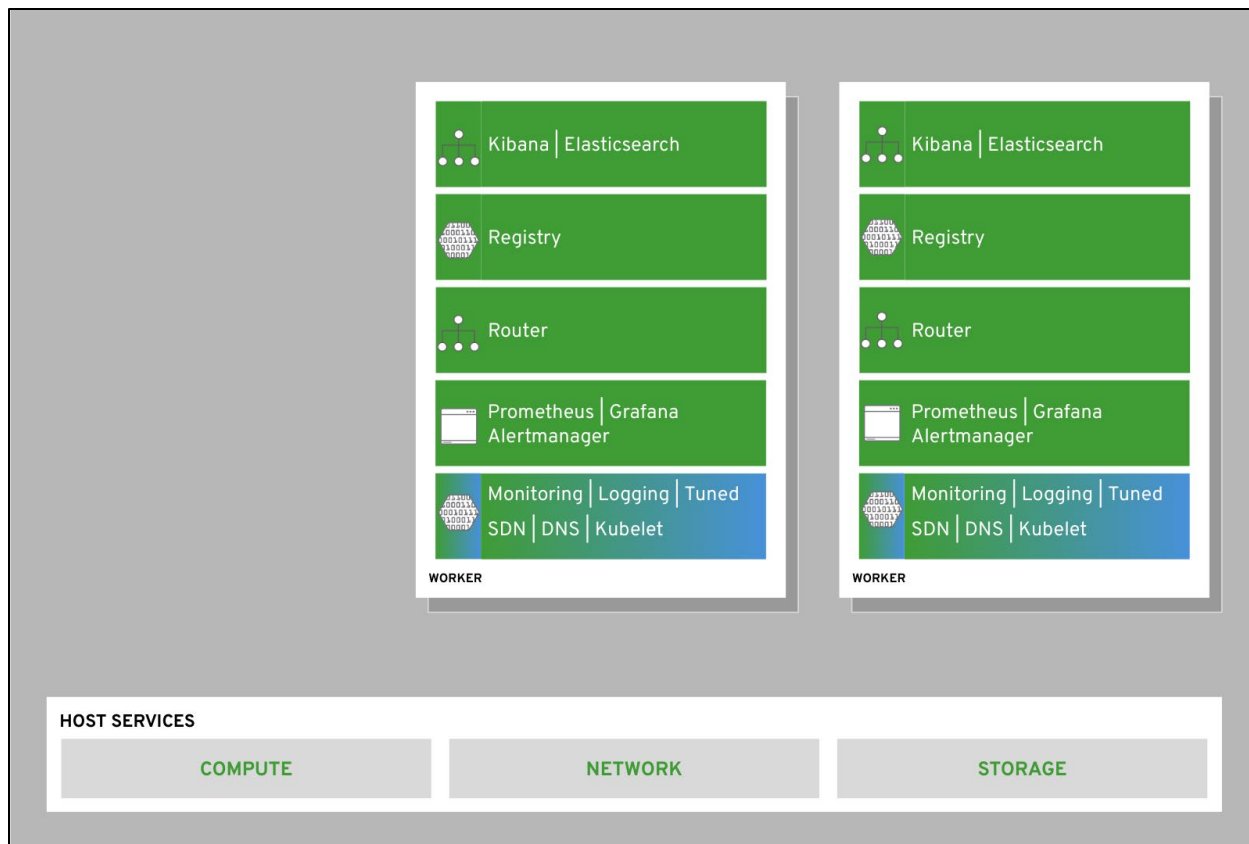 Kibana | Elasticsearch
Registry
Router
Prometheus | Grafana
Alertmanager
Monitoring | Logging | Tuned
SDN | DNS | Kubelet
WORKER
Kibana | Elasticsearch
Registry
Router
Prometheus | Grafana
Alertmanager
Monitoring | Logging | Tuned
SDN | DNS | Kubelet
WORKER
HOST SERVICES
COMPUTE
NETWORK
STORAGE